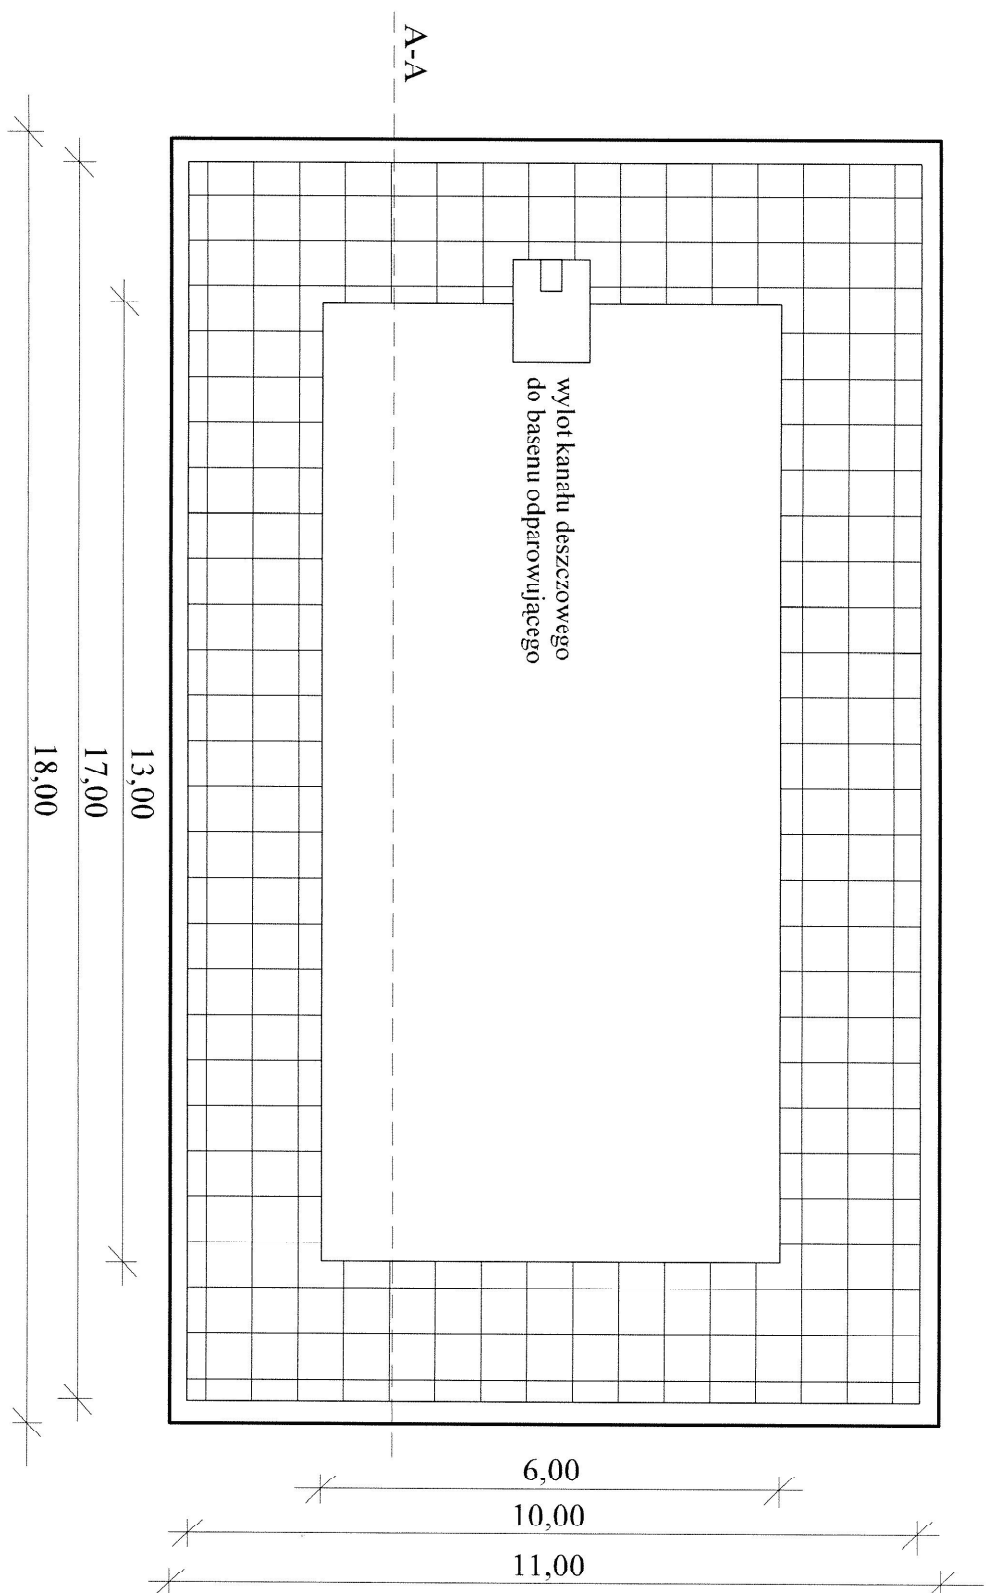 A-A
wylot kanału deszczowego
do basenu odparowującego
13,00
17,00
18,00
6,00
10,00
11,00